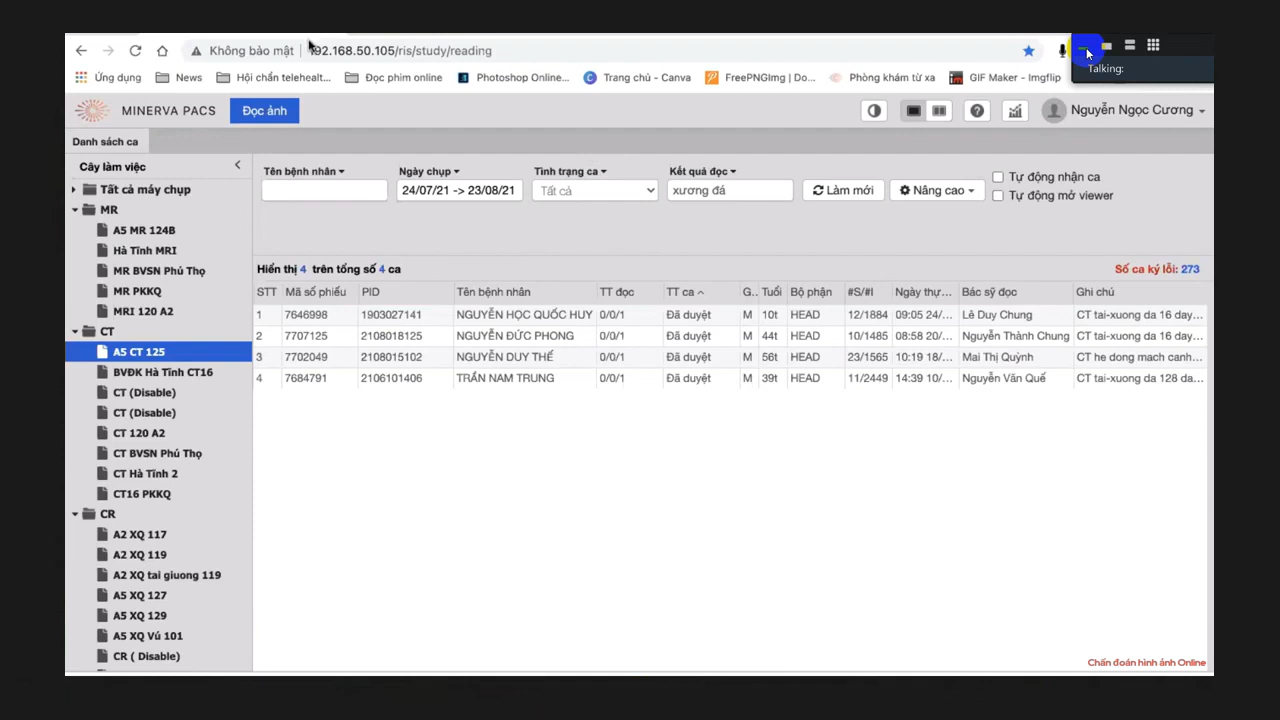 Không bảo mật | 192.168.50.105/ris/study/reading
Ứng dụng News Hội chẩn telehealt... Đọc phim online Photoshop Online... Trang chủ - Canva FreePNGImg | Do... Phòng khám từ xa GIF Maker - Imgflip
Talking:
MINERVA PACS Đọc ảnh Nguyễn Ngọc Cương
Danh sách ca
Cây làm việc
Tất cả máy chụp
MR
A5 MR 124B
Hà Tĩnh MRI
MR BVSN Phú Thọ
MR PKKQ
MRI 120 A2
CT
A5 CT 125
BVĐK Hà Tĩnh CT16
CT (Disable)
CT (Disable)
CT 120 A2
CT BVSN Phú Thọ
CT Hà Tĩnh 2
CT16 PKKQ
CR
A2 XQ 117
A2 XQ 119
A2 XQ tai giuong 119
A5 XQ 127
A5 XQ 129
A5 XQ Vú 101
CR ( Disable)
Tên bệnh nhân Ngày chụp Tình trạng ca Kết quả đọc
24/07/21 -> 23/08/21 Tất cả xương đá Làm mới Nâng cao
Tự động nhận ca
Tự động mở viewer
Hiển thị 4 trên tổng số 4 ca Số ca ký lỗi: 273
STT Mã số phiếu PID Tên bệnh nhân TT đọc TT ca G.. Tuổi Bộ phận #S/#I Ngày thự... Bác sỹ đọc Ghi chú
1 7646998 1903027141 NGUYỄN HỌC QUỐC HUY 0/0/1 Đã duyệt M 10t HEAD 12/1884 09:05 24/... Lê Duy Chung CT tai-xuong da 16 day...
2 7707125 2108018125 NGUYỄN ĐỨC PHONG 0/0/1 Đã duyệt M 44t HEAD 10/1485 08:58 20/... Nguyễn Thành Chung CT tai-xuong da 16 day...
3 7702049 2108015102 NGUYỄN DUY THẾ 0/0/1 Đã duyệt M 56t HEAD 23/1565 10:19 18/... Mai Thị Quỳnh CT he dong mach canh...
4 7684791 2106101406 TRẦN NAM TRUNG 0/0/1 Đã duyệt M 39t HEAD 11/2449 14:39 10/... Nguyễn Văn Quế CT tai-xuong da 128 da...
Chẩn đoán hình ảnh Online